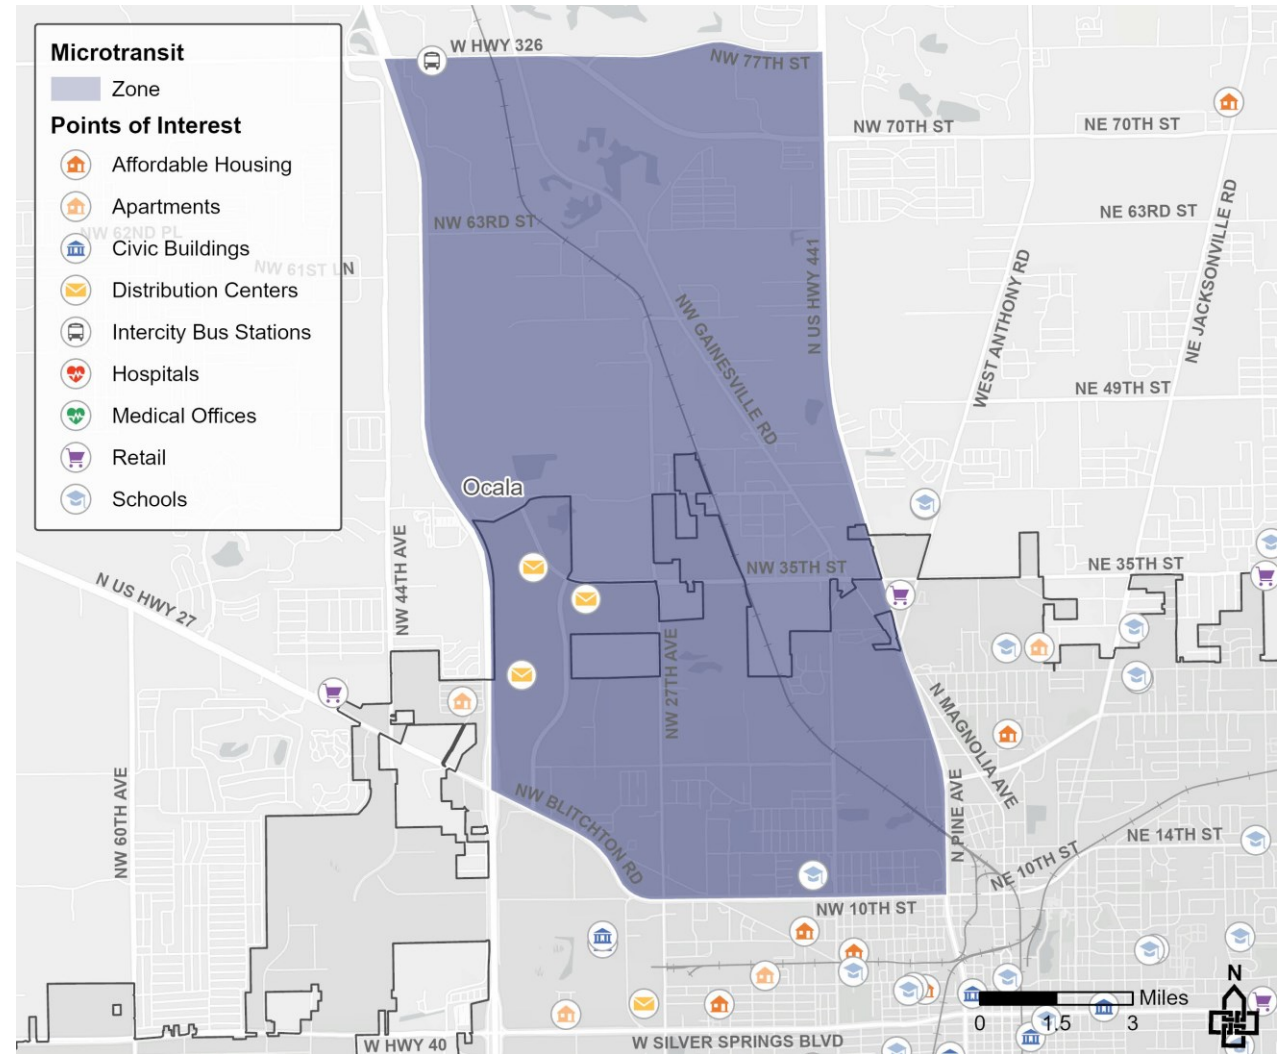 Microtransit
Zone
Points of Interest
Affordable Housing
Apartments
Civic Buildings
Distribution Centers
Intercity Bus Stations
Hospitals
Medical Offices
Retail
Schools
NW 62ND PL
NW 61ST LN
W HWY 326
NW 77TH ST
NW 70TH ST
NE 70TH ST
NW 63RD ST
NE 63RD ST
N US HWY 441
NW GAINESVILLE RD
WEST ANTHONY RD
NE JACKSONVILLE RD
NE 49TH ST
Ocala
NW 44TH AVE
N US HWY 27
NW 35TH ST
NE 35TH ST
NW 27TH AVE
N MAGNOLIA AVE
NW 60TH AVE
NW BLITCHTON RD
N PINE AVE
NE 14TH ST
NE 10TH ST
NW 10TH ST
W HWY 40
W SILVER SPRINGS BLVD
N
Miles
0
1.5
3